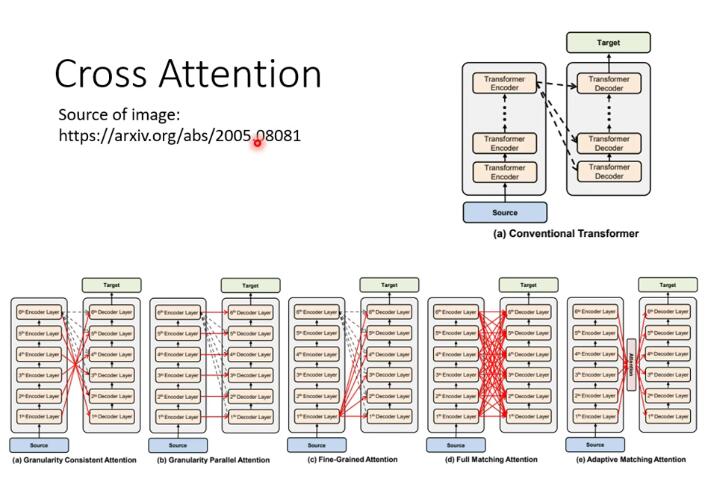 Cross Attention
Source of image:
https://arxiv.org/abs/2005.08081
Target
Transformer Encoder
Transformer Decoder
Transformer Encoder
Transformer Decoder
Transformer Encoder
Transformer Decoder
Source
(a) Conventional Transformer
Target
6th Encoder Layer
6th Decoder Layer
5th Encoder Layer
5th Decoder Layer
4th Encoder Layer
4th Decoder Layer
3rd Encoder Layer
3rd Decoder Layer
2nd Encoder Layer
2nd Decoder Layer
1st Encoder Layer
1st Decoder Layer
Source
(a) Granularity Consistent Attention
Target
6th Encoder Layer
6th Decoder Layer
5th Encoder Layer
5th Decoder Layer
4th Encoder Layer
4th Decoder Layer
3rd Encoder Layer
3rd Decoder Layer
2nd Encoder Layer
2nd Decoder Layer
1st Encoder Layer
1st Decoder Layer
Source
(b) Granularity Parallel Attention
Target
6th Encoder Layer
6th Decoder Layer
5th Encoder Layer
5th Decoder Layer
4th Encoder Layer
4th Decoder Layer
3rd Encoder Layer
3rd Decoder Layer
2nd Encoder Layer
2nd Decoder Layer
1st Encoder Layer
1st Decoder Layer
Source
(c) Fine-Grained Attention
Target
6th Encoder Layer
6th Decoder Layer
5th Encoder Layer
5th Decoder Layer
4th Encoder Layer
4th Decoder Layer
3rd Encoder Layer
3rd Decoder Layer
2nd Encoder Layer
2nd Decoder Layer
1st Encoder Layer
1st Decoder Layer
Source
(d) Full Matching Attention
Target
6th Encoder Layer
6th Decoder Layer
5th Encoder Layer
5th Decoder Layer
4th Encoder Layer
4th Decoder Layer
3rd Encoder Layer
3rd Decoder Layer
2nd Encoder Layer
2nd Decoder Layer
1st Encoder Layer
1st Decoder Layer
Attention
Source
(e) Adaptive Matching Attention